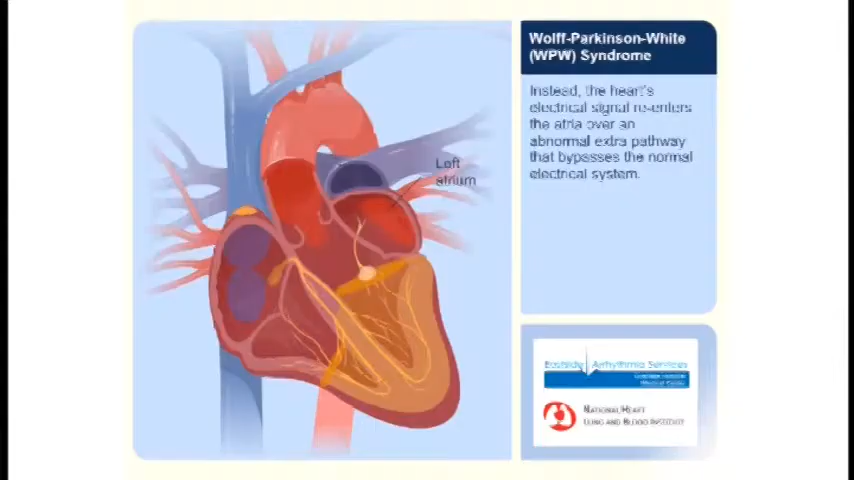 Wolff-Parkinson-White
(WPW) Syndrome
Instead, the heart's
electrical signal re-enters
the atria over an
abnormal extra pathway
that bypasses the normal
electrical system.
Left
atrium
Eastside Arrhythmia Services
NATIONAL HEART
LUNG AND BLOOD INSTITUTE